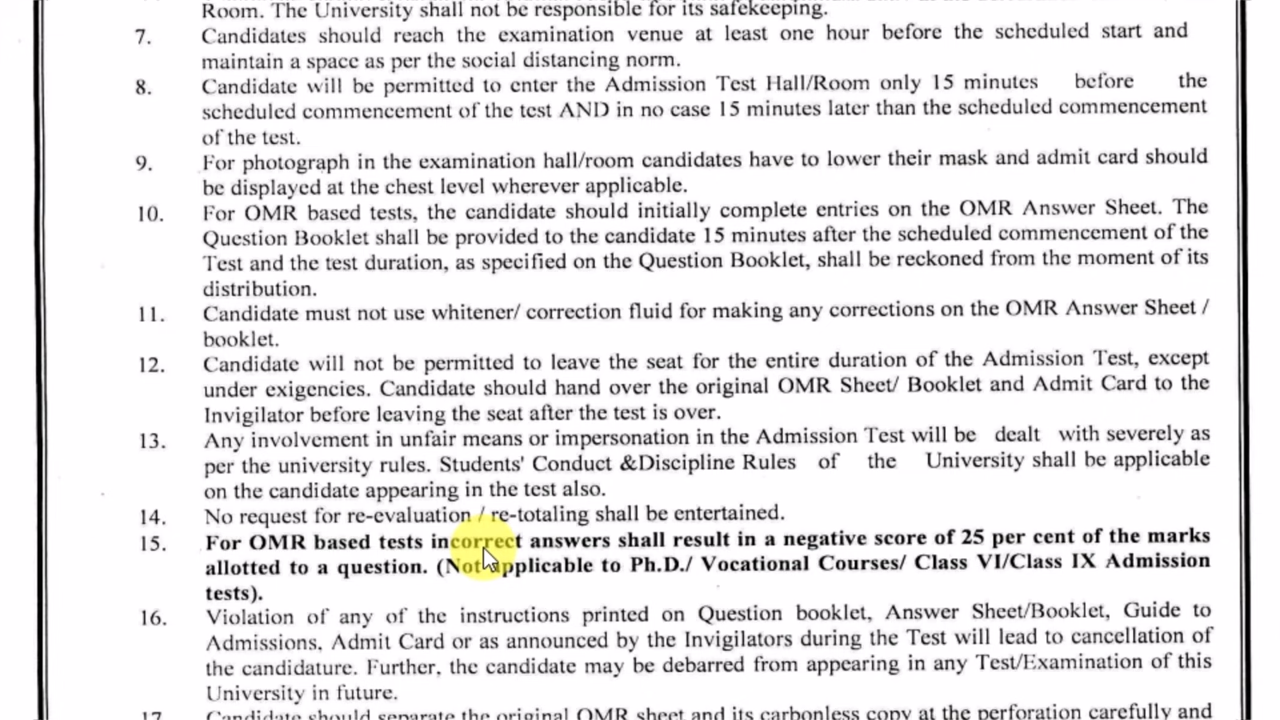 Room. The University shall not be responsible for its safekeeping.
7. Candidates should reach the examination venue at least one hour before the scheduled start and
maintain a space as per the social distancing norm.
8. Candidate will be permitted to enter the Admission Test Hall/Room only 15 minutes before the
scheduled commencement of the test AND in no case 15 minutes later than the scheduled commencement
of the test.
9. For photograph in the examination hall/room candidates have to lower their mask and admit card should
be displayed at the chest level wherever applicable.
10. For OMR based tests, the candidate should initially complete entries on the OMR Answer Sheet. The
Question Booklet shall be provided to the candidate 15 minutes after the scheduled commencement of the
Test and the test duration, as specified on the Question Booklet, shall be reckoned from the moment of its
distribution.
11. Candidate must not use whitener/ correction fluid for making any corrections on the OMR Answer Sheet /
booklet.
12. Candidate will not be permitted to leave the seat for the entire duration of the Admission Test, except
under exigencies. Candidate should hand over the original OMR Sheet/ Booklet and Admit Card to the
Invigilator before leaving the seat after the test is over.
13. Any involvement in unfair means or impersonation in the Admission Test will be dealt with severely as
per the university rules. Students' Conduct &Discipline Rules of the University shall be applicable
on the candidate appearing in the test also.
14. No request for re-evaluation / re-totaling shall be entertained.
15. For OMR based tests incorrect answers shall result in a negative score of 25 per cent of the marks
allotted to a question. (Not applicable to Ph.D./ Vocational Courses/ Class VI/Class IX Admission
tests).
16. Violation of any of the instructions printed on Question booklet, Answer Sheet/Booklet, Guide to
Admissions, Admit Card or as announced by the Invigilators during the Test will lead to cancellation of
the candidature. Further, the candidate may be debarred from appearing in any Test/Examination of this
University in future.
17. Candidate should separate the original OMR sheet and its carbonless copy at the perforation carefully and